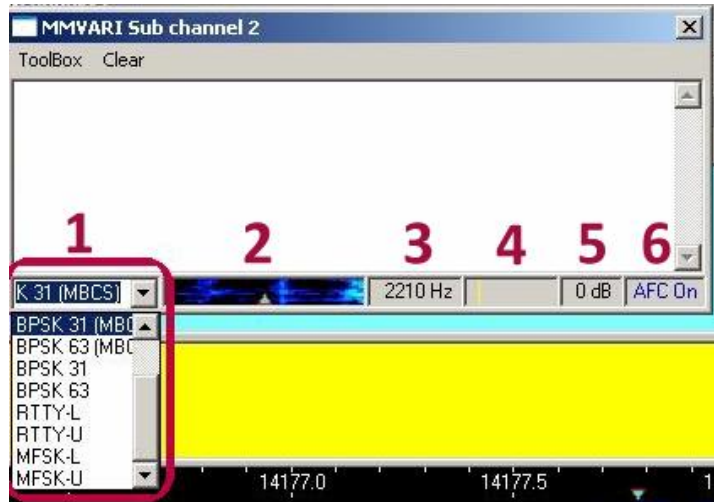 MMVARI Sub channel 2
ToolBox Clear
1 2 3 4 5 6
K 31 (MBCS) 2210 Hz 0 dB AFC On
BPSK 31 (MBC
BPSK 63 (MBC
BPSK 31
BPSK 63
RTTY-L
RTTY-U
MFSK-L
MFSK-U
14177.0 14177.5 1